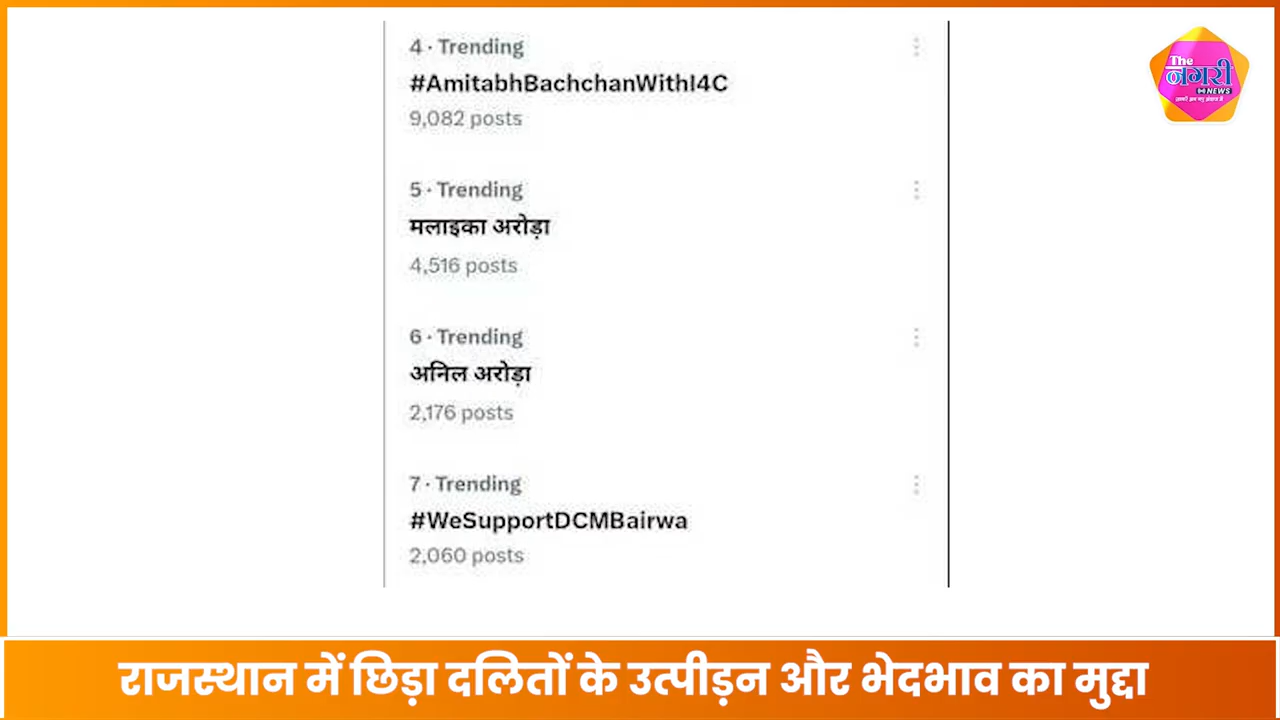 4 · Trending
#AmitabhBachchanWithI4C
9,082 posts
5 · Trending
मलाइका अरोड़ा
4,516 posts
6 · Trending
अनिल अरोड़ा
2,176 posts
7 · Trending
#WeSupportDCMBairwa
2,060 posts
The
नगरी
NEWS
राजस्थान में छिड़ा दलितों के उत्पीड़न और भेदभाव का मुद्दा